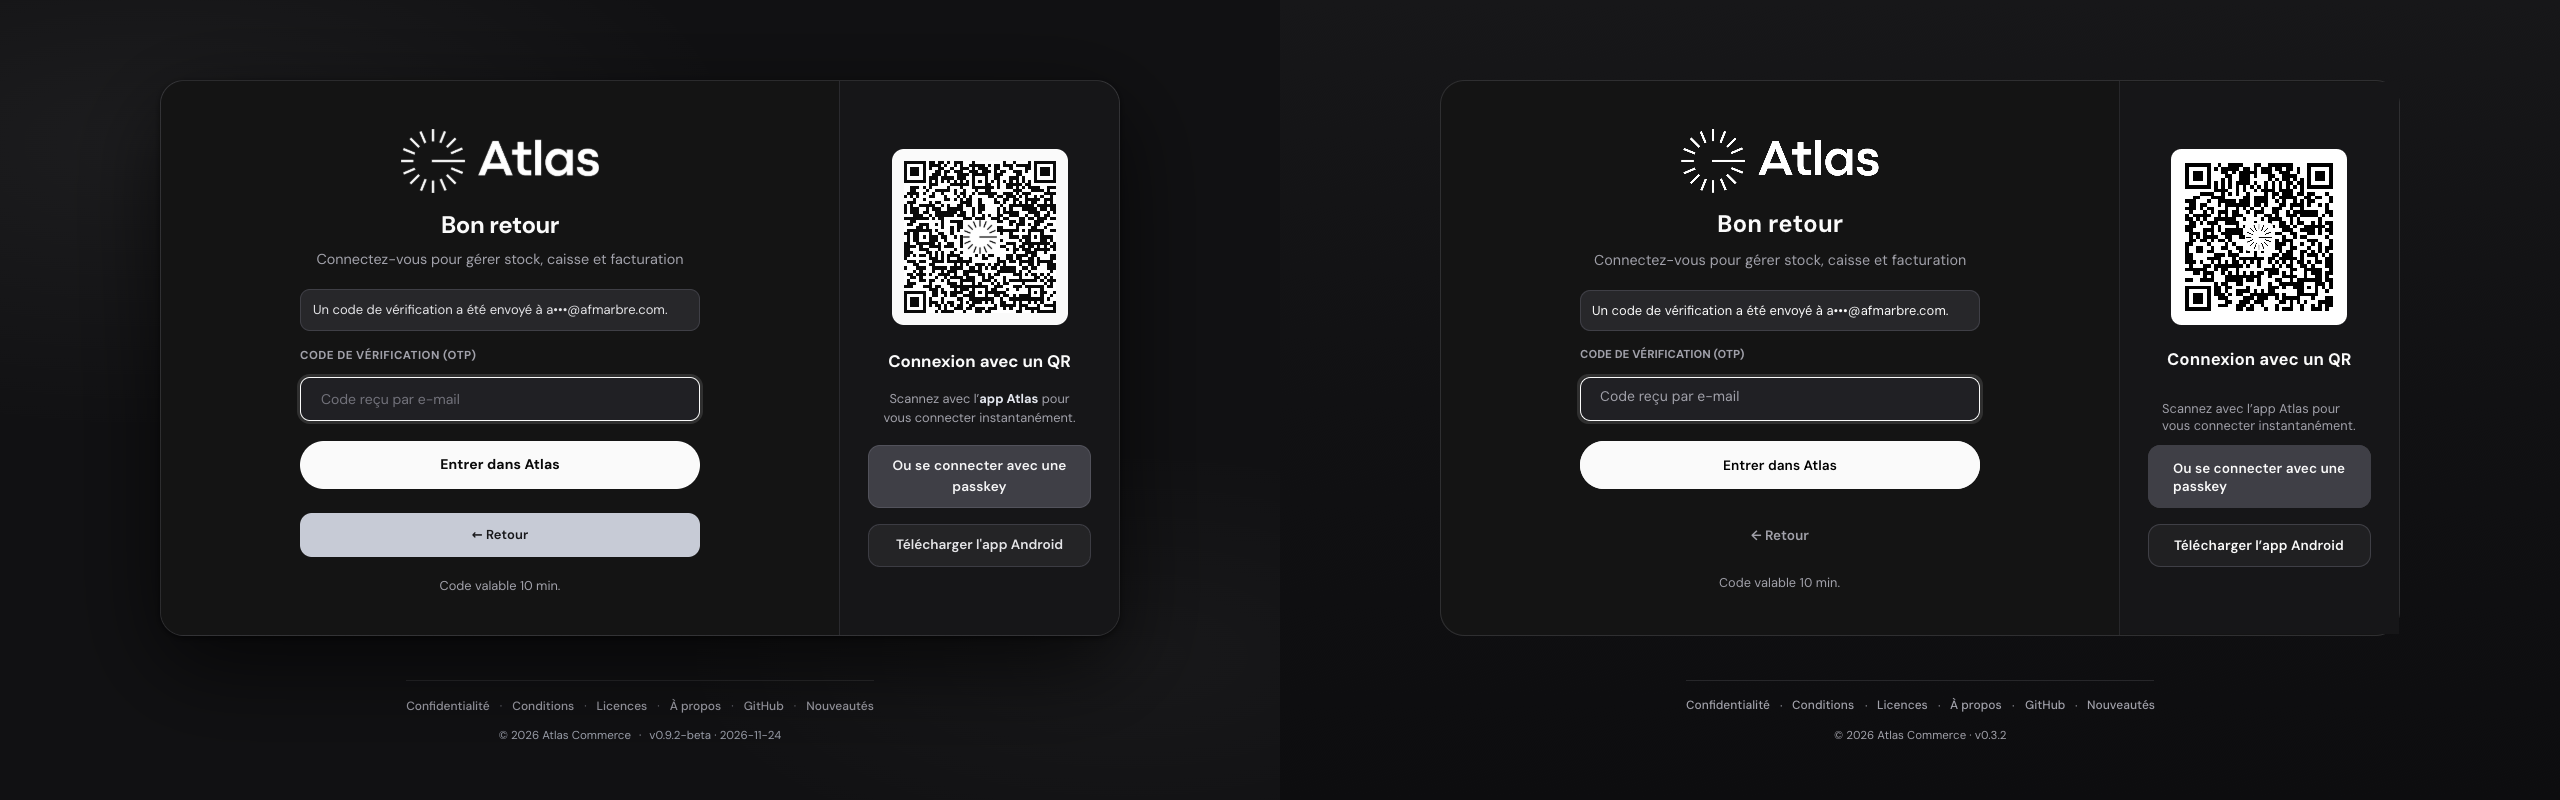 Atlas
Bon retour
Connectez-vous pour gérer stock, caisse et facturation
Un code de vérification a été envoyé à a•••@afmarbre.com.
CODE DE VÉRIFICATION (OTP)
Code reçu par e-mail
Entrer dans Atlas
← Retour
Code valable 10 min.
Connexion avec un QR
Scannez avec l’app Atlas pour
vous connecter instantanément.
Ou se connecter avec une
passkey
Télécharger l'app Android
Confidentialité · Conditions · Licences · À propos · GitHub · Nouveautés
© 2026 Atlas Commerce · v0.9.2-beta · 2026-11-24
Atlas
Bon retour
Connectez-vous pour gérer stock, caisse et facturation
Un code de vérification a été envoyé à a•••@afmarbre.com.
CODE DE VÉRIFICATION (OTP)
Code reçu par e-mail
Entrer dans Atlas
← Retour
Code valable 10 min.
Connexion avec un QR
Scannez avec l’app Atlas pour
vous connecter instantanément.
Ou se connecter avec une
passkey
Télécharger l’app Android
Confidentialité · Conditions · Licences · À propos · GitHub · Nouveautés
© 2026 Atlas Commerce · v0.3.2